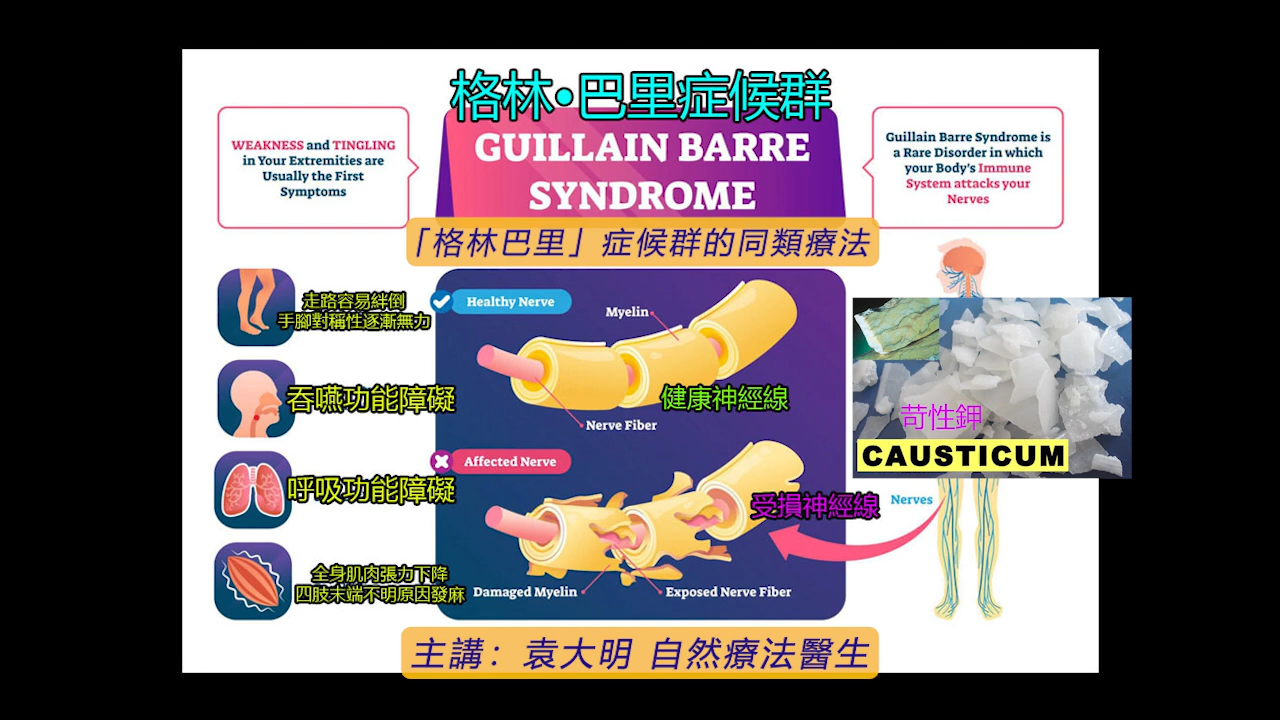 格林•巴里症候群
GUILLAIN BARRE
SYNDROME
「格林巴里」症候群的同類療法
WEAKNESS and TINGLING
in Your Extremities are
Usually the First
Symptoms
Guillain Barre Syndrome is
a Rare Disorder in which
your Body's Immune
System attacks your
Nerves
走路容易絆倒
手腳對稱性逐漸無力
吞嚥功能障礙
呼吸功能障礙
全身肌肉張力下降
四肢末端不明原因發麻
Healthy Nerve
Myelin
健康神經線
Nerve Fiber
Affected Nerve
受損神經線
Damaged Myelin
Exposed Nerve Fiber
苛性鉀
CAUSTICUM
Nerves
主講：袁大明 自然療法醫生